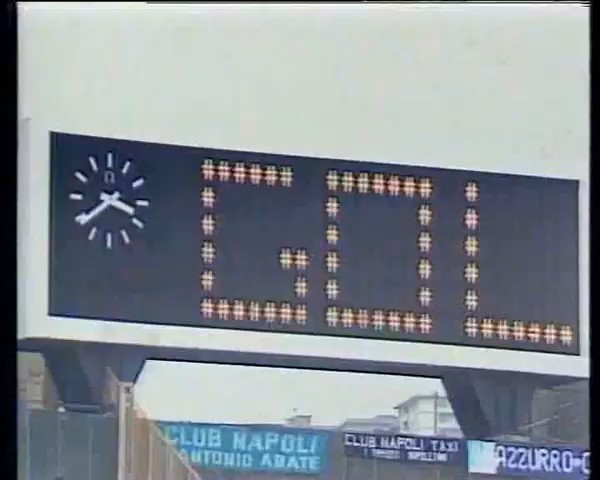 GOL
CLUB NAPOLI
ANTONIO ABATE
CLUB NAPOLI TAXI
AZZURRO-